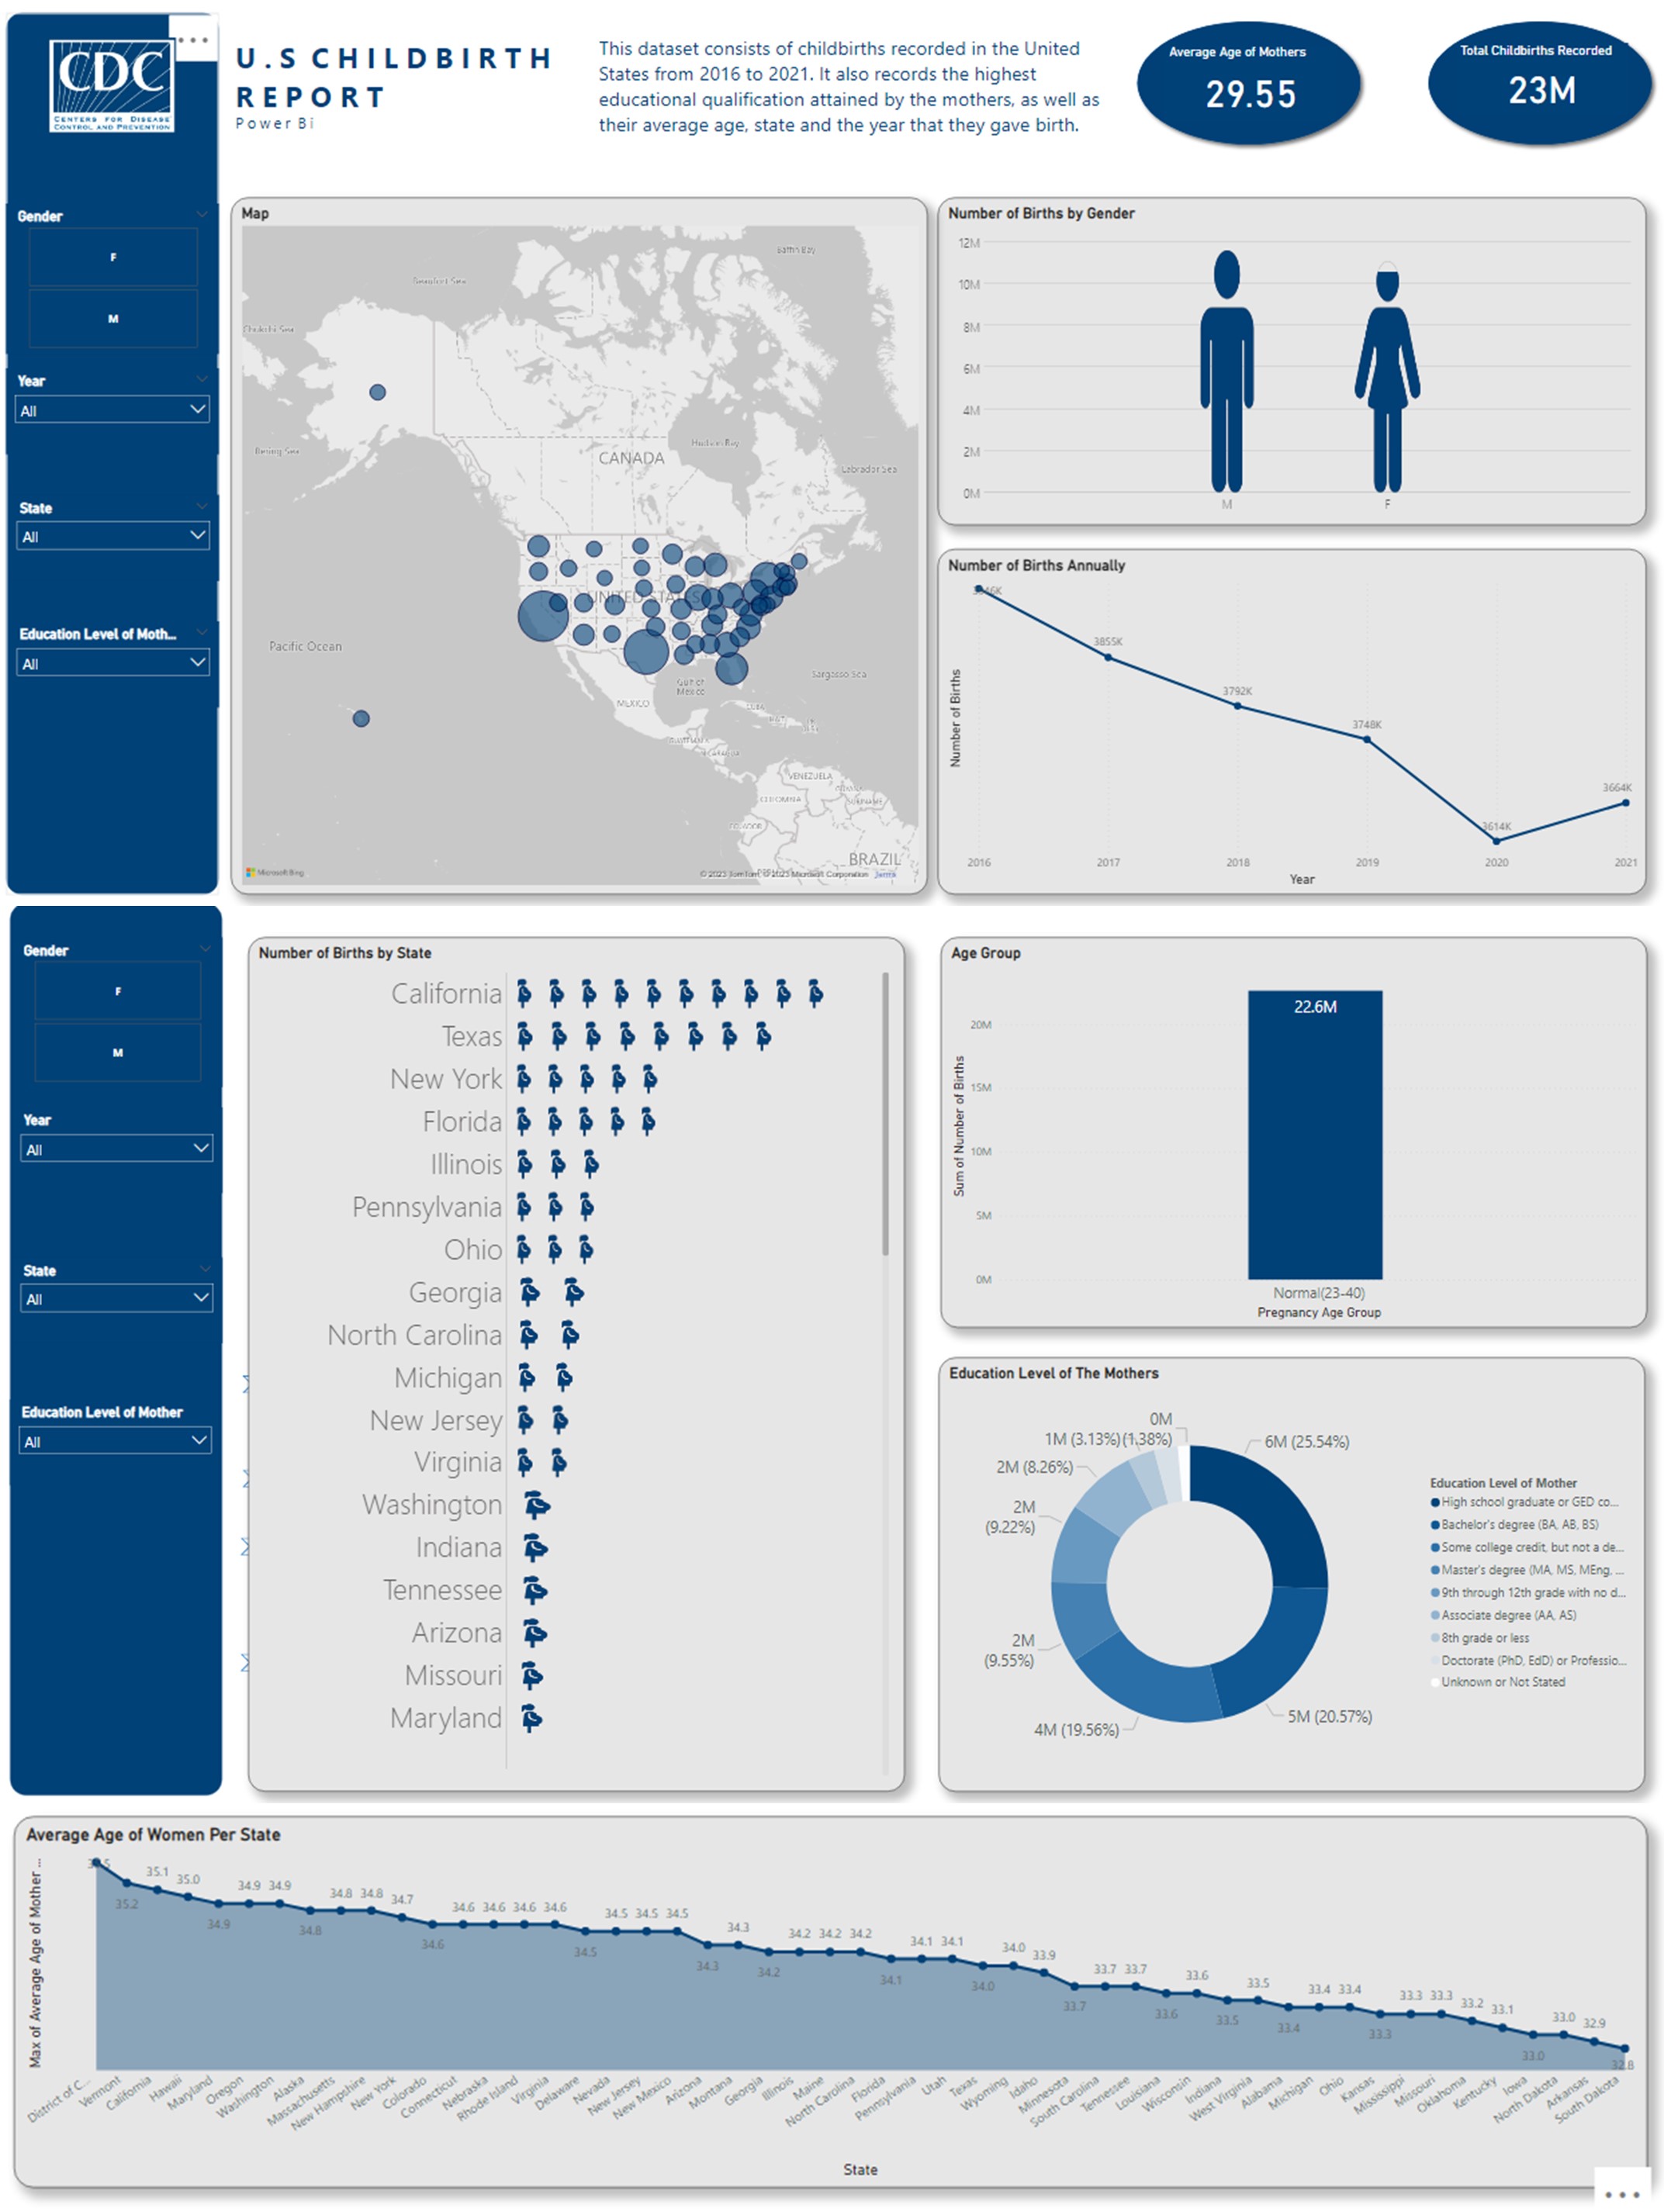 CDC
CENTERS FOR DISEASE
CONTROL AND PREVENTION
U.S CHILDBIRTH
REPORT
Power Bi
This dataset consists of childbirths recorded in the United
States from 2016 to 2021. It also records the highest
educational qualification attained by the mothers, as well as
their average age, state and the year that they gave birth.
Average Age of Mothers
29.55
Total Childbirths Recorded
23M
Gender
F
M
Year
All
State
All
Education Level of Moth...
All
Map
Baffin Bay
Beaufort Sea
Chukchi Sea
Bering Sea
Hudson Bay
CANADA
Labrador Sea
UNITED STATES
Pacific Ocean
Sargasso Sea
Gulf of
Mexico
MEXICO
CUBA
VENEZUELA
COLOMBIA
BRAZIL
Microsoft Bing
© 2023 TomTom, © 2023 Microsoft Corporation Terms
Number of Births by Gender
12M
10M
8M
6M
4M
2M
0M
M
F
Number of Births Annually
Number of Births
3855K
3792K
3748K
3614K
3664K
2016
2017
2018
2019
2020
2021
Year
Gender
F
M
Year
All
State
All
Education Level of Mother
All
Number of Births by State
California
Texas
New York
Florida
Illinois
Pennsylvania
Ohio
Georgia
North Carolina
Michigan
New Jersey
Virginia
Washington
Indiana
Tennessee
Arizona
Missouri
Maryland
Age Group
Sum of Number of Births
20M
15M
10M
5M
0M
22.6M
Normal(23-40)
Pregnancy Age Group
Education Level of The Mothers
0M
(1.38%)
1M (3.13%)
2M (8.26%)
2M
(9.22%)
2M
(9.55%)
4M (19.56%)
5M (20.57%)
6M (25.54%)
Education Level of Mother
High school graduate or GED co...
Bachelor's degree (BA, AB, BS)
Some college credit, but not a de...
Master's degree (MA, MS, MEng, ...
9th through 12th grade with no d...
Associate degree (AA, AS)
8th grade or less
Doctorate (PhD, EdD) or Professio...
Unknown or Not Stated
Average Age of Women Per State
Max of Average Age of Mother ...
35.2
35.1
35.0
34.9
34.9
34.9
34.8
34.8
34.8
34.7
34.6
34.6
34.6
34.6
34.6
34.5
34.5
34.5
34.5
34.3
34.3
34.2
34.2
34.2
34.2
34.1
34.1
34.1
34.0
34.0
33.9
33.7
33.7
33.7
33.6
33.6
33.5
33.5
33.4
33.4
33.4
33.3
33.3
33.3
33.2
33.1
33.0
33.0
32.9
32.8
District of C...
Vermont
California
Hawaii
Maryland
Oregon
Washington
Alaska
Massachusetts
New Hampshire
New York
Colorado
Connecticut
Nebraska
Rhode Island
Virginia
Delaware
Nevada
New Jersey
New Mexico
Arizona
Montana
Georgia
Illinois
Maine
North Carolina
Florida
Pennsylvania
Utah
Texas
Wyoming
Idaho
Minnesota
South Carolina
Tennessee
Louisiana
Wisconsin
Indiana
West Virginia
Alabama
Michigan
Ohio
Kansas
Mississippi
Missouri
Oklahoma
Kentucky
Iowa
North Dakota
Arkansas
South Dakota
State